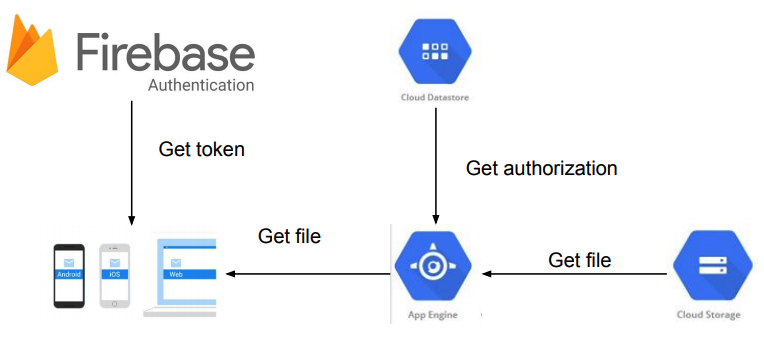 Firebase
Authentication
Cloud Datastore
Get token
Get authorization
Get file
Get file
Android
iOS
Web
App Engine
Cloud Storage